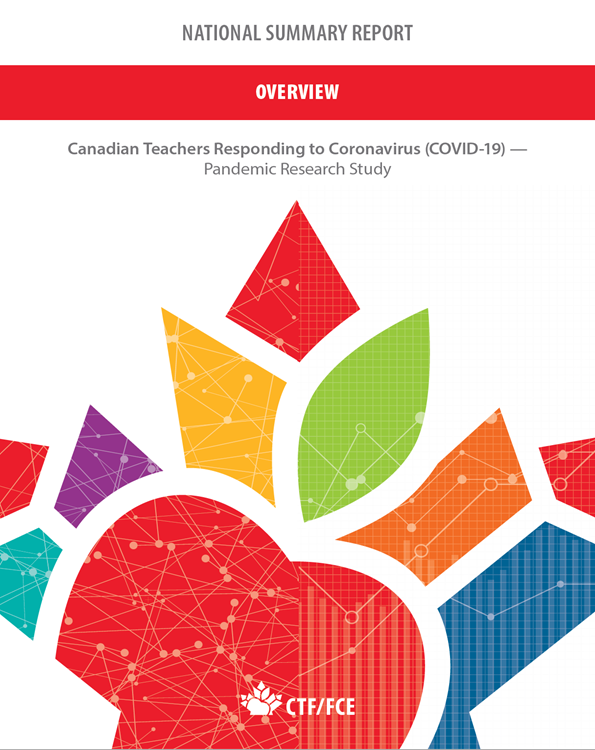 NATIONAL SUMMARY REPORT
OVERVIEW
Canadian Teachers Responding to Coronavirus (COVID-19) —
Pandemic Research Study
CTF/FCE